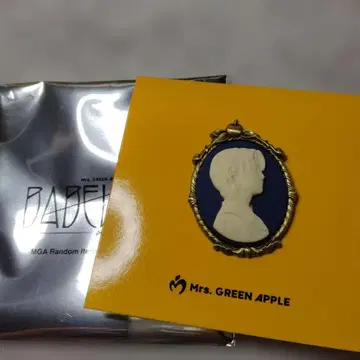 Mrs. GREEN
BABEL
MGA Random
Mrs. GREEN APPLE